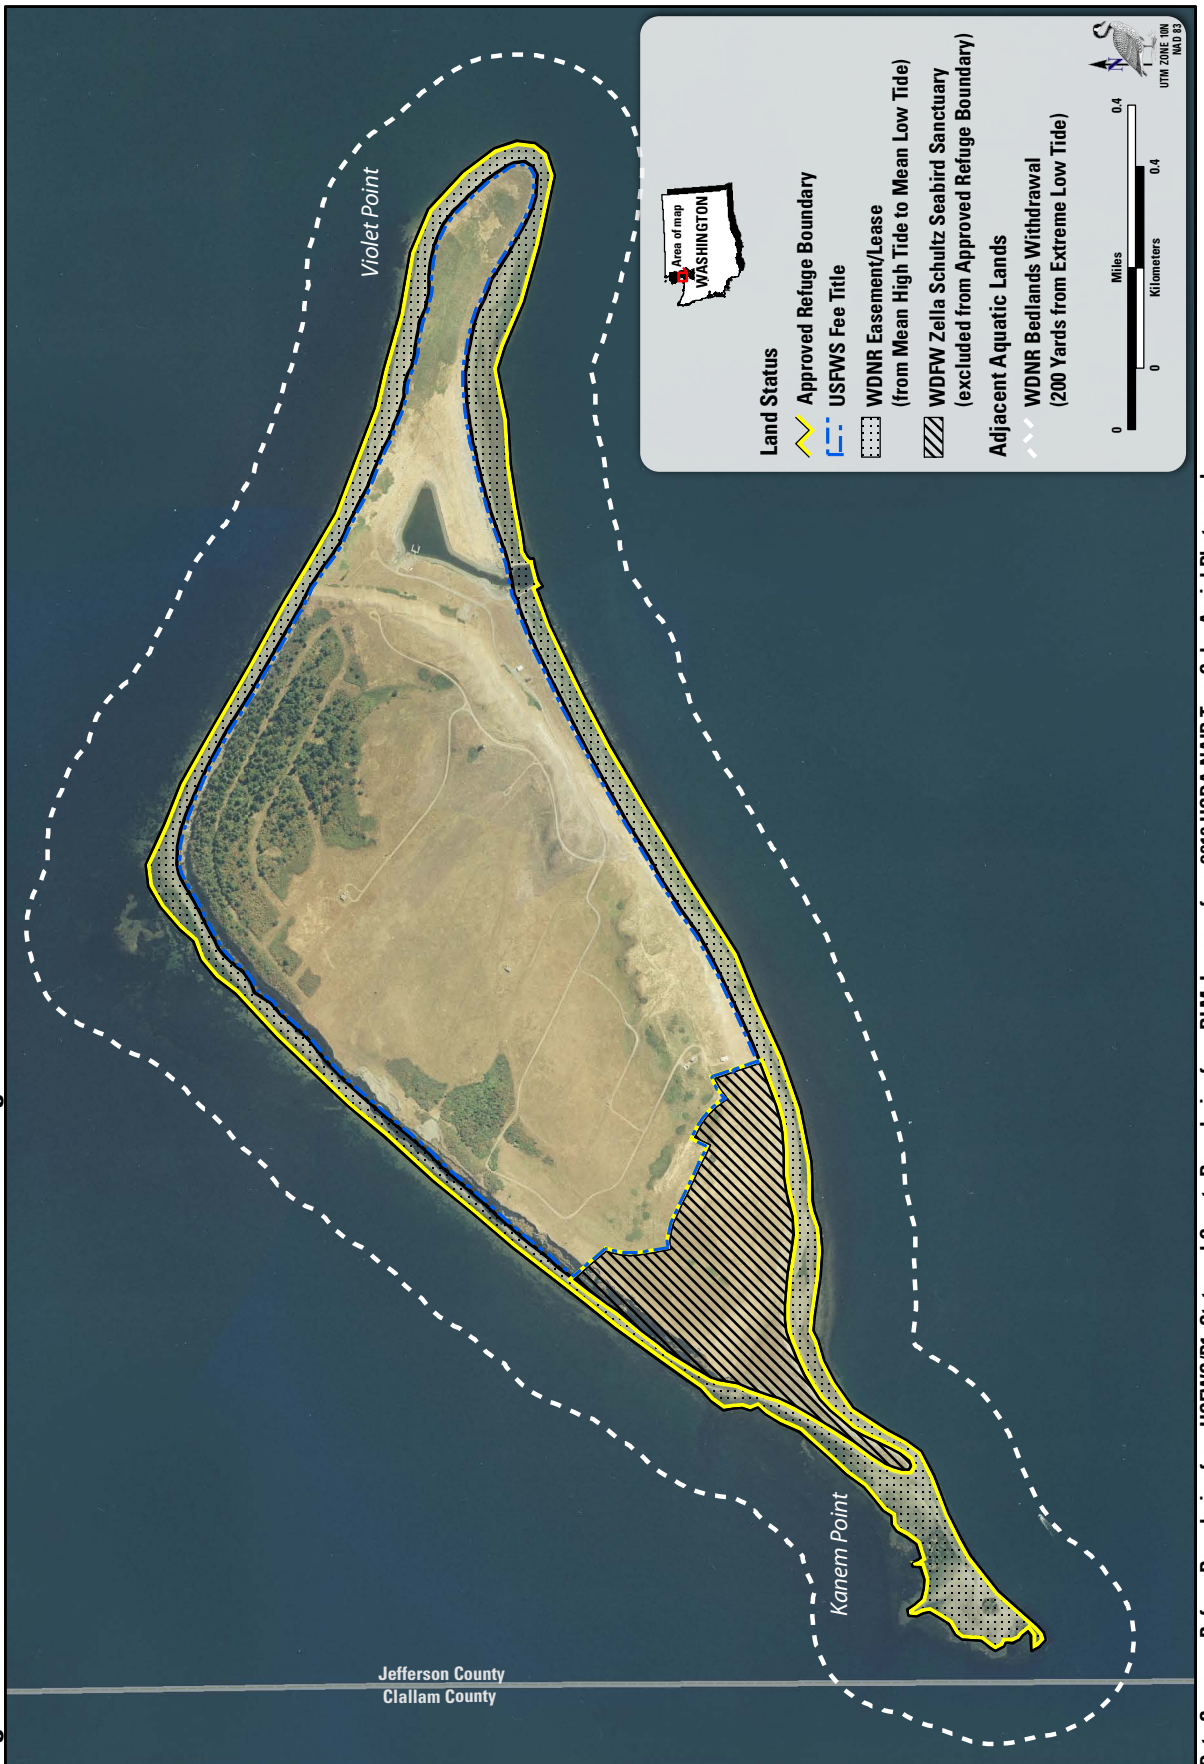 Violet Point
Kanem Point
Jefferson County
Clallam County
Area of map
WASHINGTON
Land Status
Approved Refuge Boundary
USFWS Fee Title
WDNR Easement/Lease
(from Mean High Tide to Mean Low Tide)
WDFW Zella Schultz Seabird Sanctuary
(excluded from Approved Refuge Boundary)
Adjacent Aquatic Lands
WDNR Bedlands Withdrawal
(200 Yards from Extreme Low Tide)
0 Miles 0.4
0 Kilometers 0.4
N
UTM ZONE 10N
NAD 83